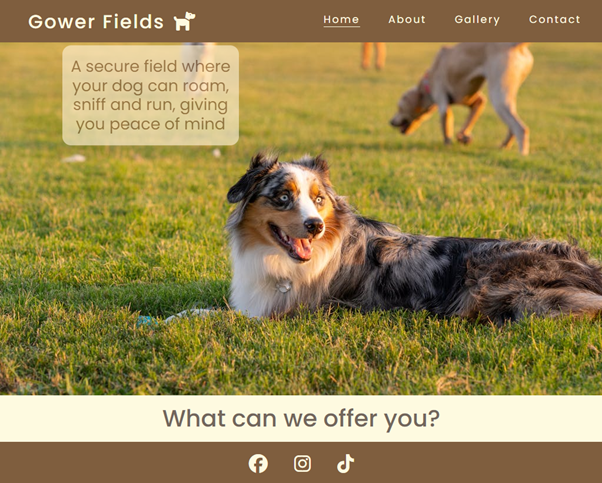 Gower Fields
Home About Gallery Contact
A secure field where
your dog can roam,
sniff and run, giving
you peace of mind
What can we offer you?